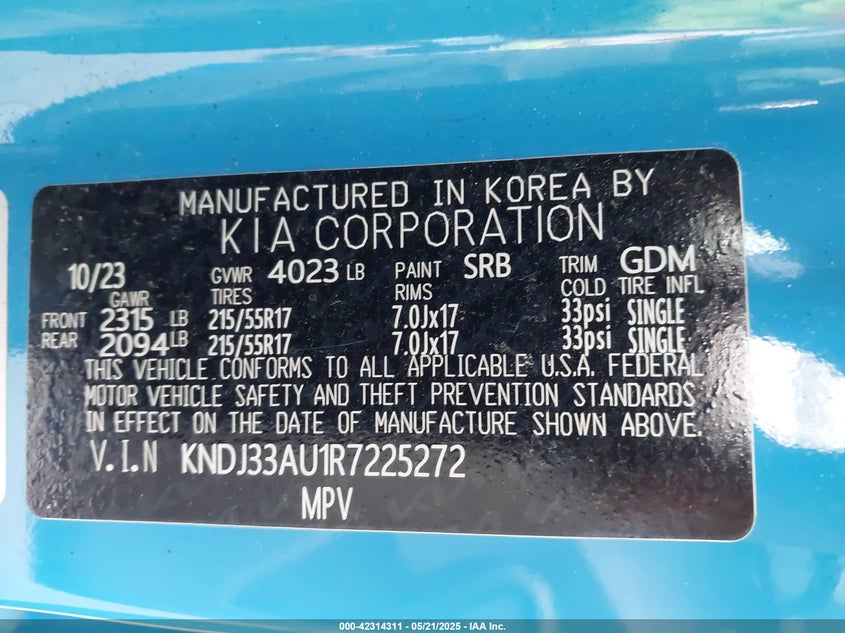 MANUFACTURED IN KOREA BY
KIA CORPORATION
10/23 GVWR 4023 LB PAINT SRB TRIM GDM
GAWR TIRES RIMS COLD TIRE INFL
FRONT 2315 LB 215/55R17 7.0Jx17 33psi SINGLE
REAR 2094 LB 215/55R17 7.0Jx17 33psi SINGLE
THIS VEHICLE CONFORMS TO ALL APPLICABLE U.S.A. FEDERAL
MOTOR VEHICLE SAFETY AND THEFT PREVENTION STANDARDS
IN EFFECT ON THE DATE OF MANUFACTURE SHOWN ABOVE.
V.I.N KNDJ33AU1R7225272
MPV
000-42314311 - 05/21/2025 - IAA Inc.